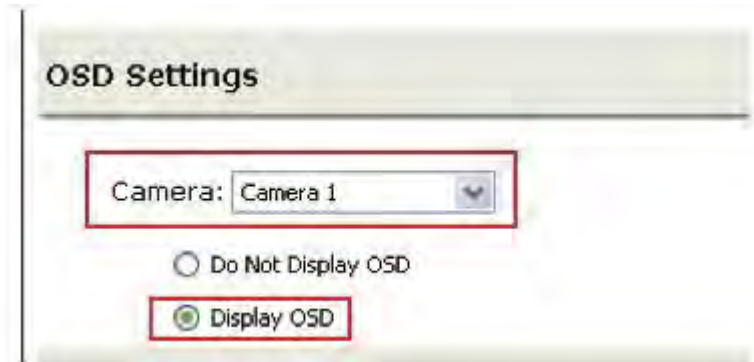 OSD Settings
Camera: Camera 1
Do Not Display OSD
Display OSD